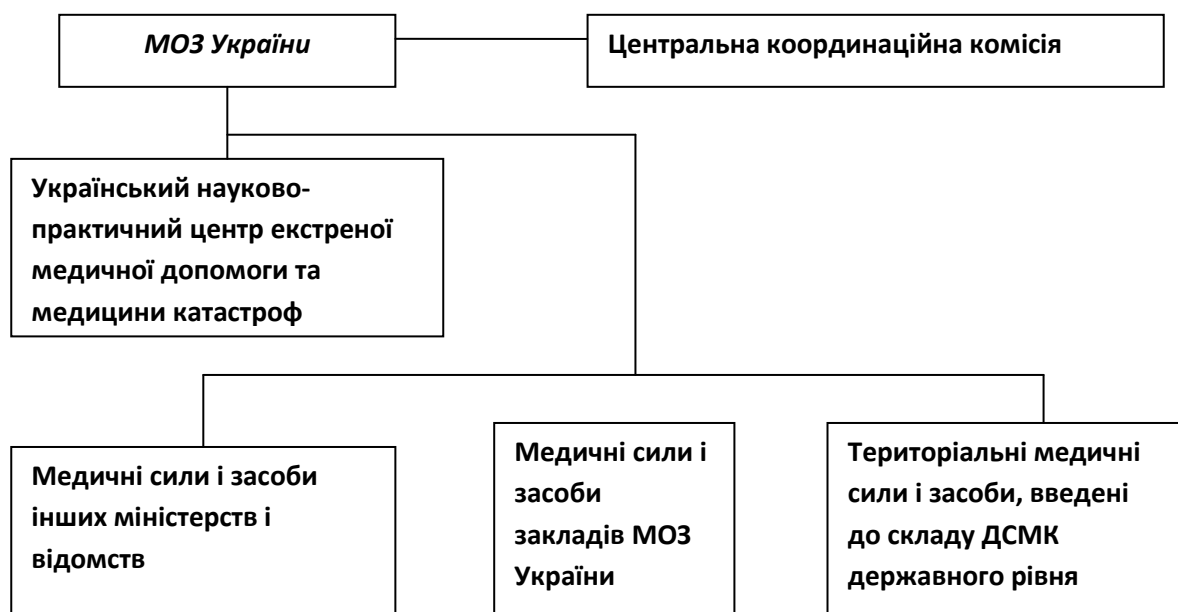 МОЗ України
Центральна координаційна комісія
Український науково-
практичний центр екстреної
медичної допомоги та
медицини катастроф
Медичні сили і засоби
інших міністерств і
відомств
Медичні сили і
засоби
закладів МОЗ
України
Територіальні медичні
сили і засоби, введені
до складу ДСМК
державного рівня